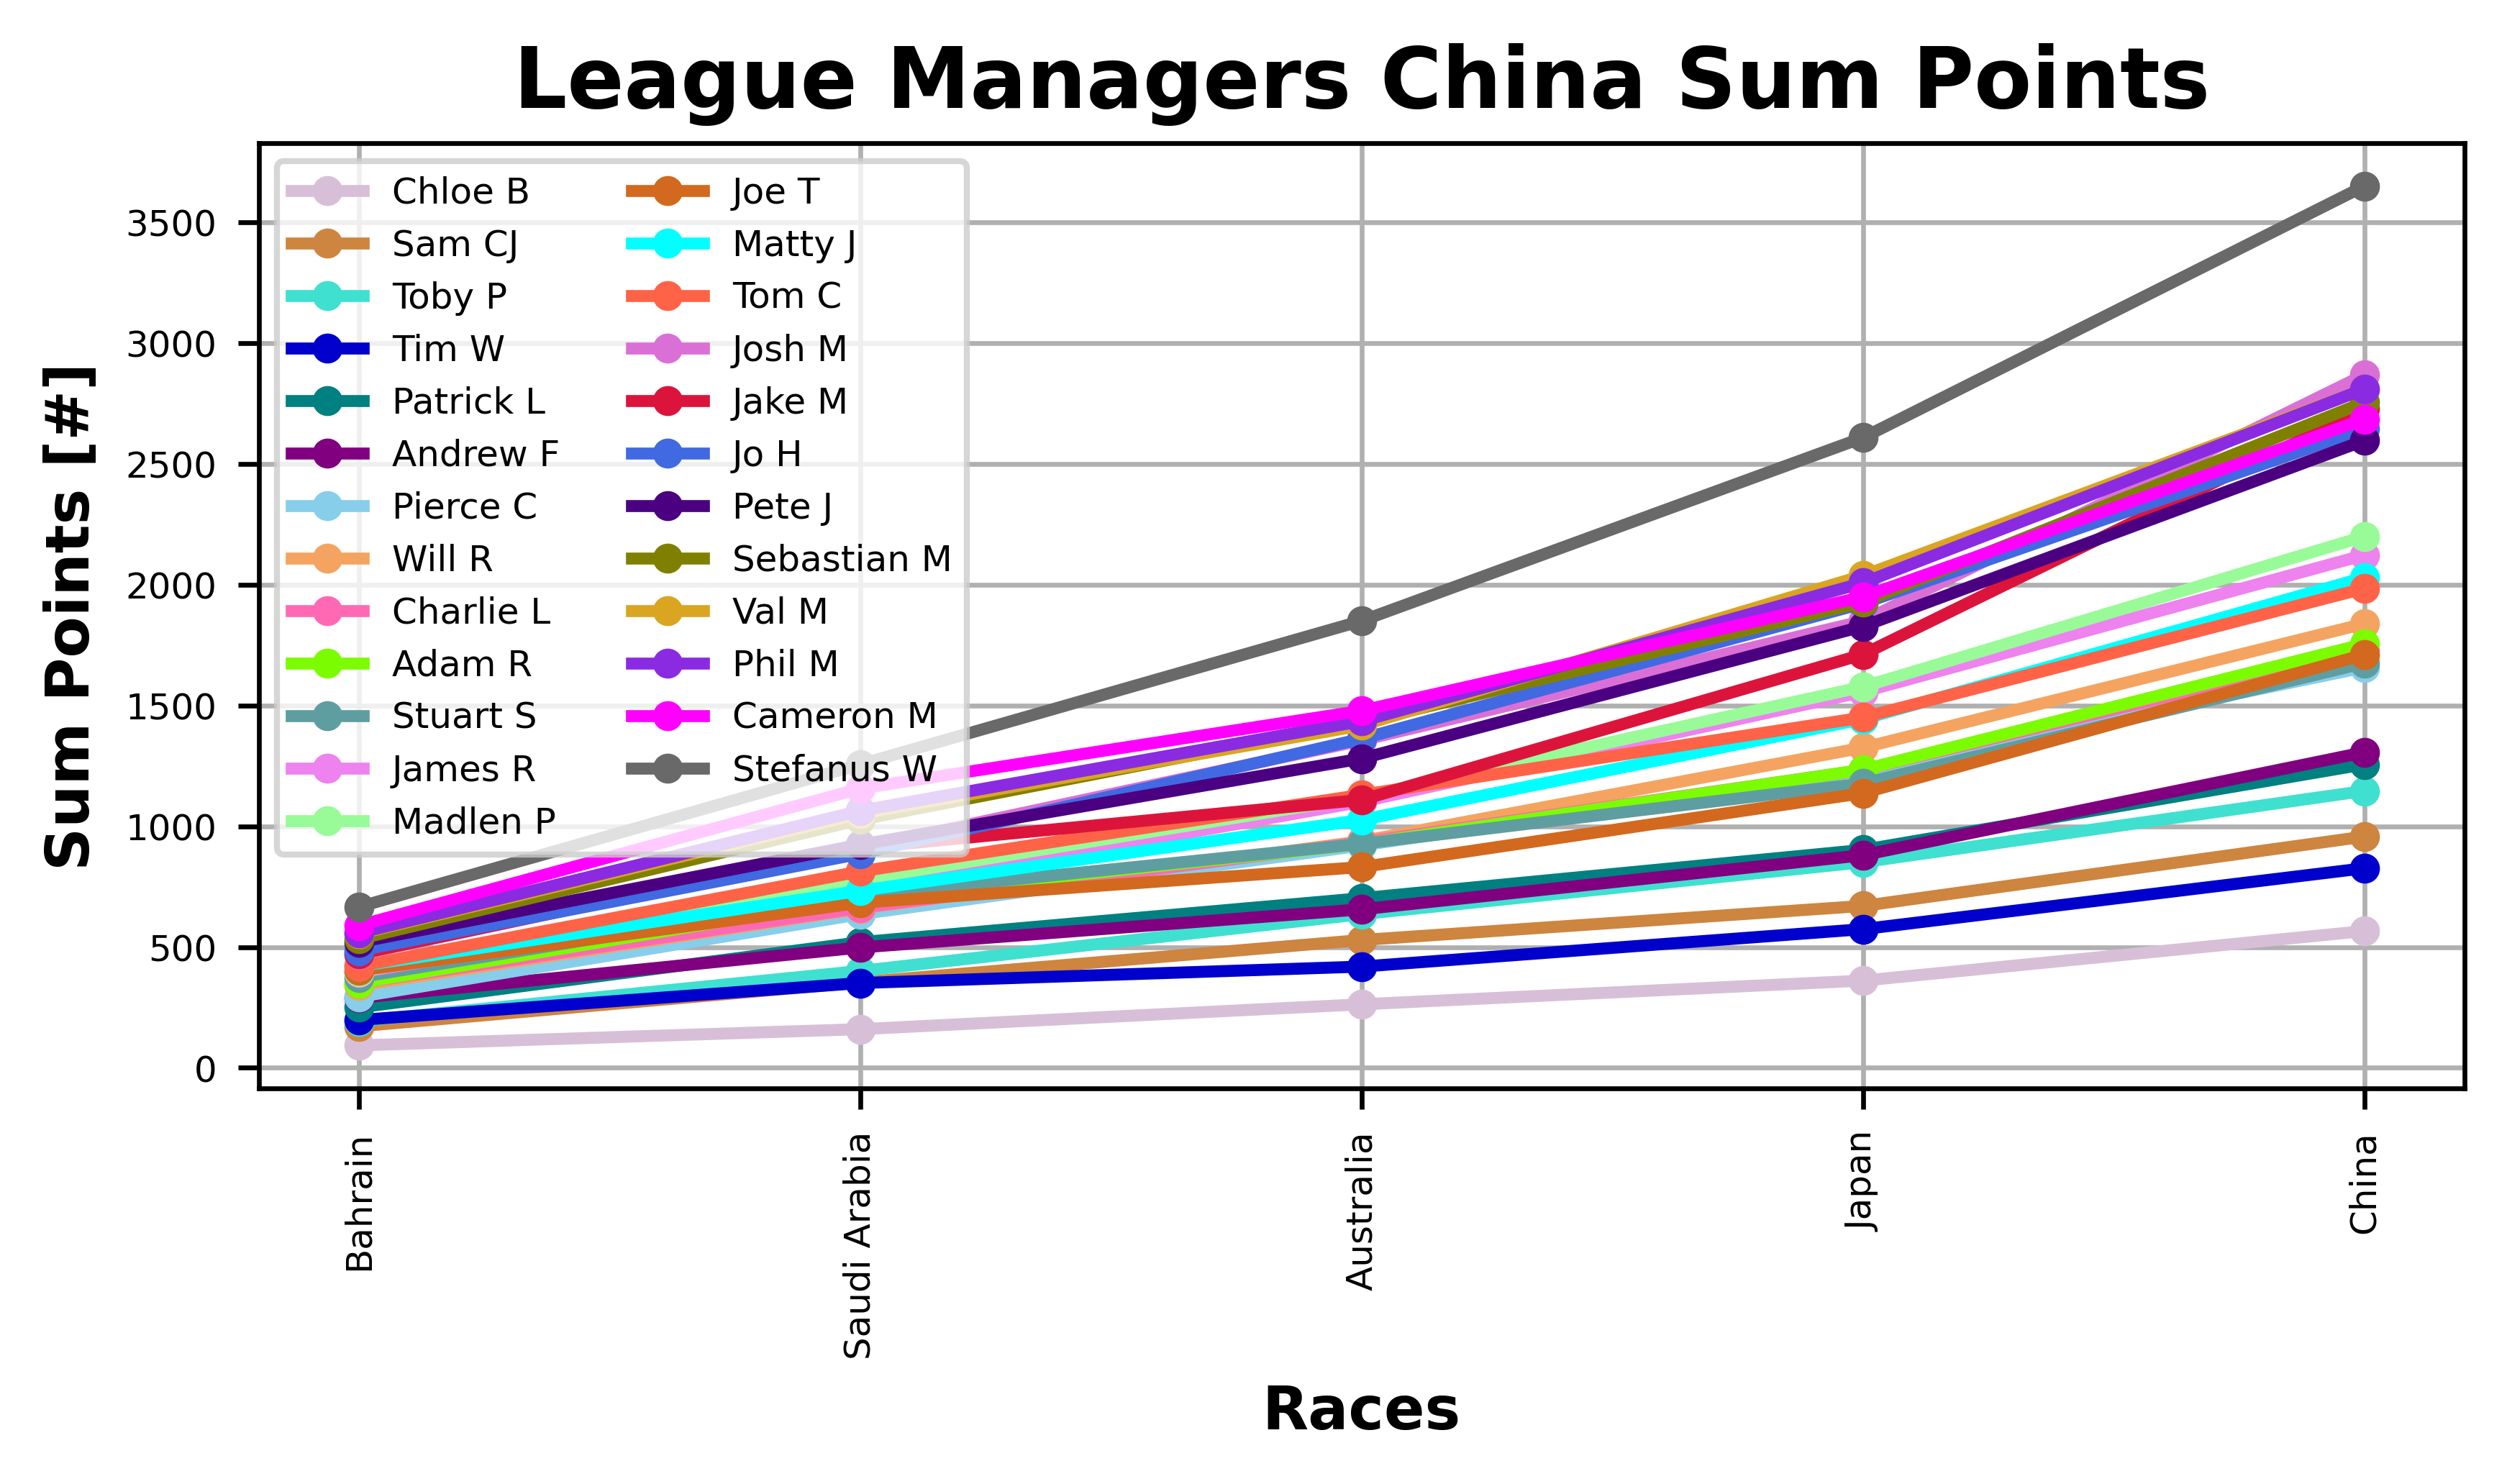 League Managers China Sum Points
Sum Points [#]
3500
3000
2500
2000
1500
1000
500
0
Chloe B
Sam CJ
Toby P
Tim W
Patrick L
Andrew F
Pierce C
Will R
Charlie L
Adam R
Stuart S
James R
Madlen P
Joe T
Matty J
Tom C
Josh M
Jake M
Jo H
Pete J
Sebastian M
Val M
Phil M
Cameron M
Stefanus W
Bahrain
Saudi Arabia
Australia
Japan
China
Races